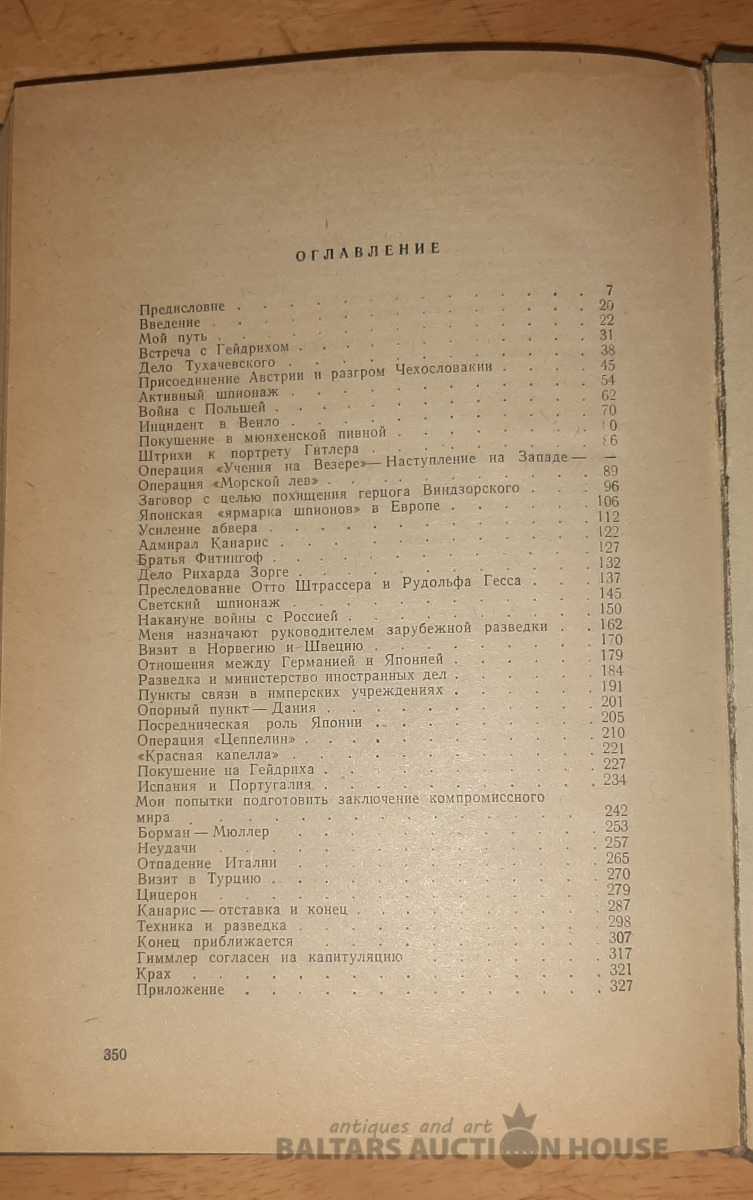 ОГЛАВЛЕНИЕ
Предисловие . . . . . . . . . . . . . 7
Введение . . . . . . . . . . . . . 20
Мой путь . . . . . . . . . . . . . 22
Встреча с Гейдрихом . . . . . . . . . . 31
Дело Тухачевского . . . . . . . . . . 38
Присоединение Австрии и разгром Чехословакии . . . . 45
Активный шпионаж . . . . . . . . . . 54
Война с Польшей . . . . . . . . . . . 62
Инцидент в Венло . . . . . . . . . . 70
Покушение в мюнхенской пивной . . . . . . .
Штрихи к портрету Гитлера . . . . . . . . 86
Операция «Учения на Везере»— Наступление на Западе — —
Операция «Морской лев» . . . . . . . . . 89
Заговор с целью похищения герцога Виндзорского . . . 96
Японская «ярмарка шпионов» в Европе . . . . . 106
Усиление абвера . . . . . . . . . . . 112
Адмирал Канарис . . . . . . . . . . . 122
Братья Фитингоф . . . . . . . . . . . 127
Дело Рихарда Зорге . . . . . . . . . . 132
Преследование Отто Штрассера и Рудольфа Гесса . . . 137
Светский шпионаж . . . . . . . . . . 145
Накануне войны с Россией . . . . . . . . 150
Меня назначают руководителем зарубежной разведки . . 162
Визит в Норвегию и Швецию . . . . . . . . 170
Отношения между Германией и Японией . . . . . 179
Разведка и министерство иностранных дел . . . . . 184
Пункты связи в имперских учреждениях . . . . . 191
Опорный пункт — Дания . . . . . . . . . 201
Посредническая роль Японии . . . . . . . . 205
Операция «Цеппелин» . . . . . . . . . . 210
«Красная капелла» . . . . . . . . . . . 221
Покушение на Гейдриха . . . . . . . . . 227
Испания и Португалия . . . . . . . . . . 234
Мои попытки подготовить заключение компромиссного
мира . . . . . . . . . . . . . . . 242
Борман — Мюллер . . . . . . . . . . . 253
Неудачи . . . . . . . . . . . . . . 257
Отпадение Италии . . . . . . . . . . . 265
Визит в Турцию . . . . . . . . . . . . 270
Цицерон . . . . . . . . . . . . . . 279
Канарис — отставка и конец . . . . . . . . 287
Техника и разведка . . . . . . . . . . . 298
Конец приближается . . . . . . . . . . 307
Гиммлер согласен на капитуляцию . . . . . . 317
Крах . . . . . . . . . . . . . . . 321
Приложение . . . . . . . . . . . . . 327
350
antiques and art
BALTARS AUCTION HOUSE